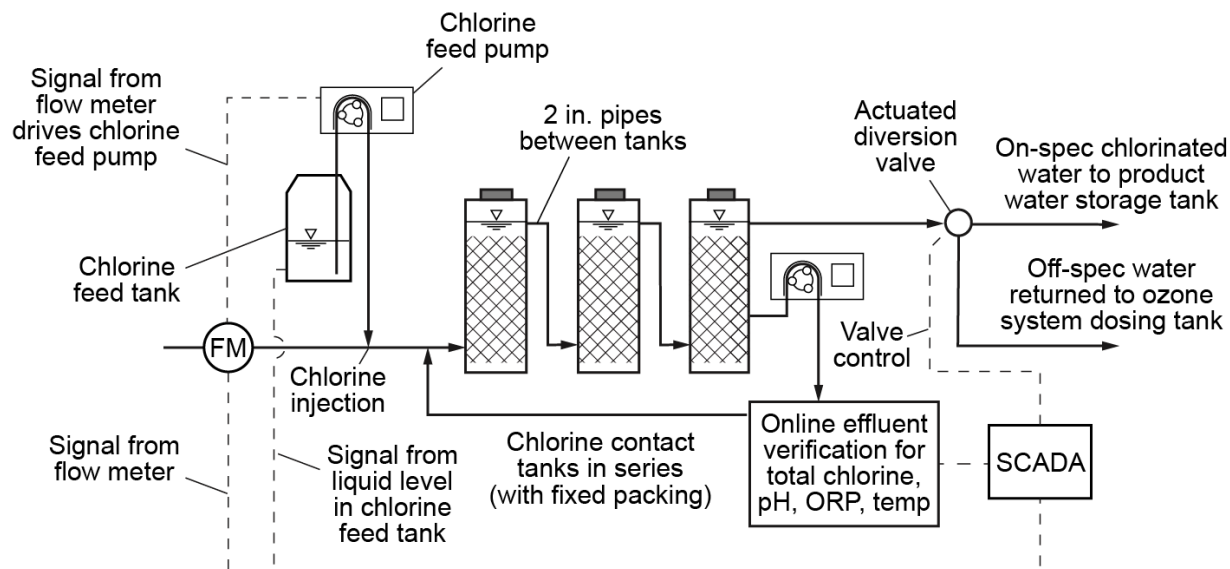 Chlorine
feed pump
Signal from
flow meter
drives chlorine
feed pump
2 in. pipes
between tanks
Actuated
diversion
valve
On-spec chlorinated
water to product
water storage
tank
Chlorine
feed tank
Off-spec water
returned to ozone
system dosing tank
Valve
control
FM
Chlorine
injection
Signal from
flow meter
Signal from
liquid level
in chlorine
feed tank
Chlorine contact
tanks in series
(with fixed packing)
Online effluent
verification for
total chlorine,
pH, ORP, temp
SCADA